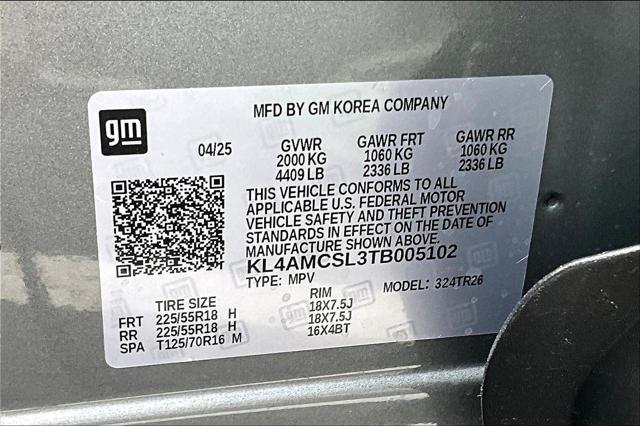 MFD BY GM KOREA COMPANY
gm
04/25 GVWR GAWR FRT GAWR RR
2000 KG 1060 KG 1060 KG
4409 LB 2336 LB 2336 LB
THIS VEHICLE CONFORMS TO ALL
APPLICABLE U.S. FEDERAL MOTOR
VEHICLE SAFETY AND THEFT PREVENTION
STANDARDS IN EFFECT ON THE DATE OF
MANUFACTURE SHOWN ABOVE.
KL4AMCSL3TB005102
TYPE: MPV MODEL: 324TR26
TIRE SIZE RIM
FRT 225/55R18 H 18X7.5J
RR 225/55R18 H 18X7.5J
SPA T125/70R16 M 16X4BT